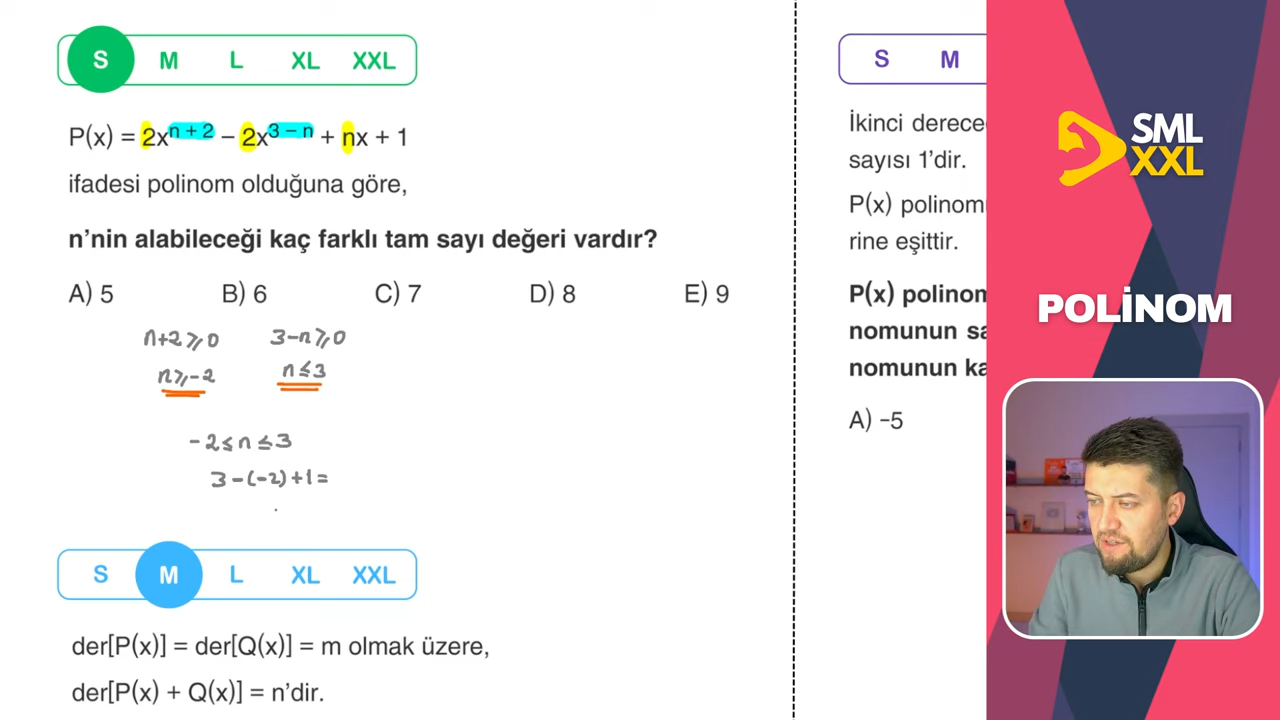 S M L XL XXL
P(x) = 2xⁿ⁺² − 2x³⁻ⁿ + nx + 1
ifadesi polinom olduğuna göre,
n'nin alabileceği kaç farklı tam sayı değeri vardır?
A) 5 B) 6 C) 7 D) 8 E) 9
n+2≥0 3-n≥0
n≥-2 n≤3
-2≤n≤3
3-(-2)+1=
S M L XL XXL
der[P(x)] = der[Q(x)] = m olmak üzere,
der[P(x) + Q(x)] = n'dir.
S M
İkinci derece
sayısı 1'dir.
P(x) polinom
rine eşittir.
P(x) polinom
nomunun sa
nomunun ka
A) −5
SML
XXL
POLİNOM